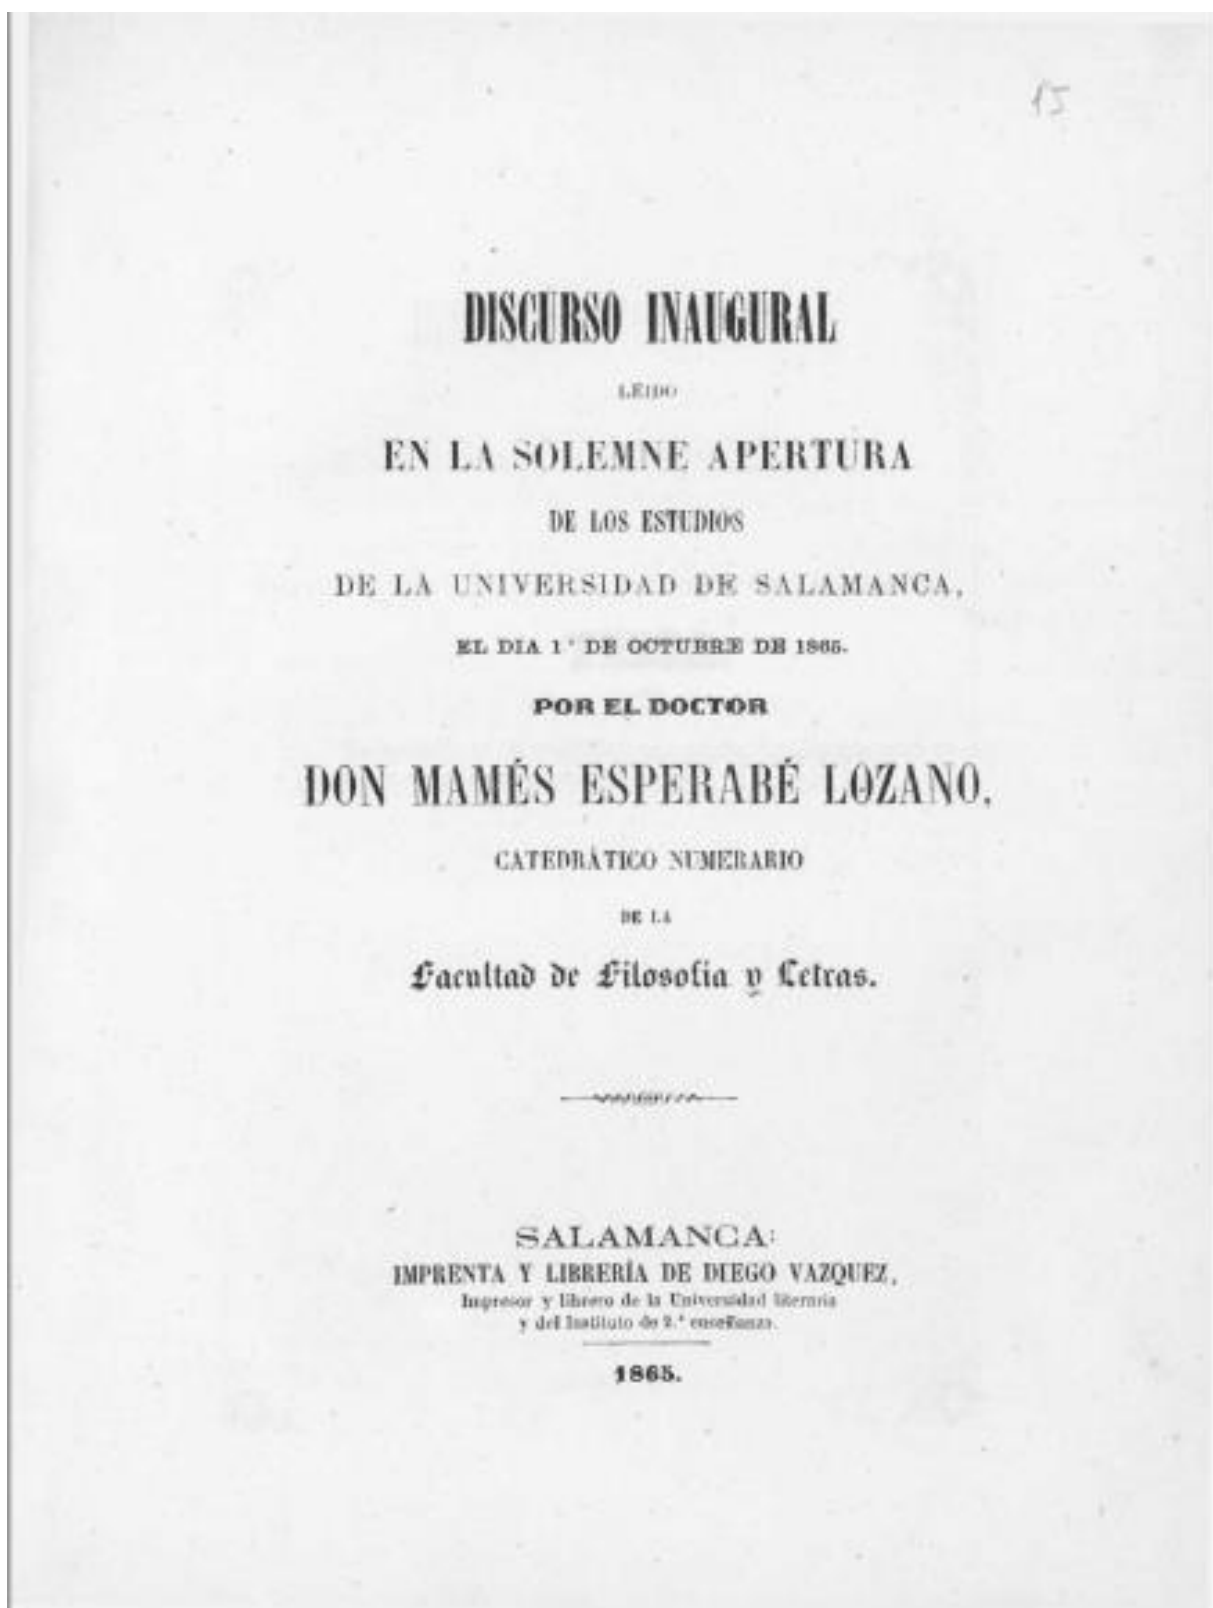 15
DISCURSO INAUGURAL
LEIDO
EN LA SOLEMNE APERTURA
DE LOS ESTUDIOS
DE LA UNIVERSIDAD DE SALAMANCA,
EL DIA 1.º DE OCTUBRE DE 1865.
POR EL DOCTOR
DON MAMÉS ESPERABÉ LOZANO,
CATEDRÁTICO NUMERARIO
DE LA
Facultad de Filosofia y Letras.
SALAMANCA:
IMPRENTA Y LIBRERÍA DE DIEGO VAZQUEZ,
Impresor y librero de la Universidad literaria
y del Instituto de 2.ª enseñanza.
1865.